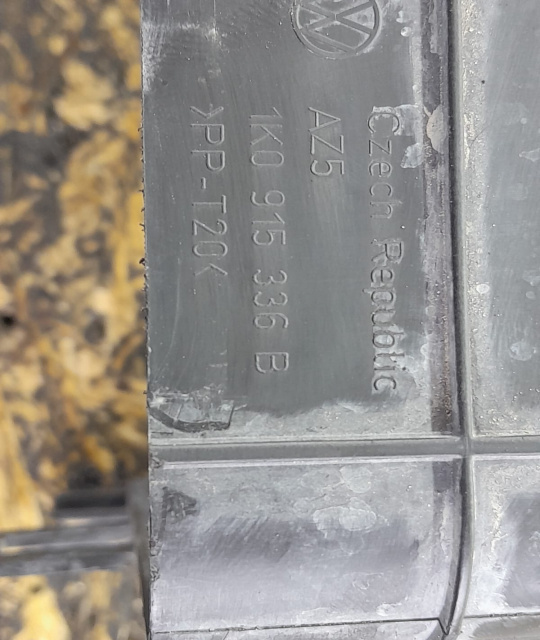 Czech Republic
AZ5
1K0 915 336 B
>PP-T20<